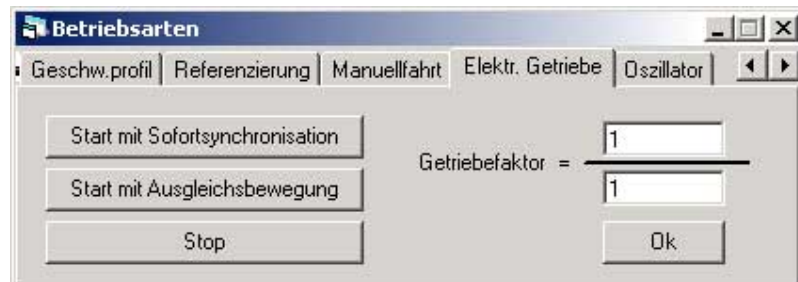 Betriebsarten
Geschw.profil Referenzierung Manuellfahrt Elektr. Getriebe Oszillator
Start mit Sofortsynchronisation
Start mit Ausgleichsbewegung
Stop
Getriebefaktor =
1
1
Ok